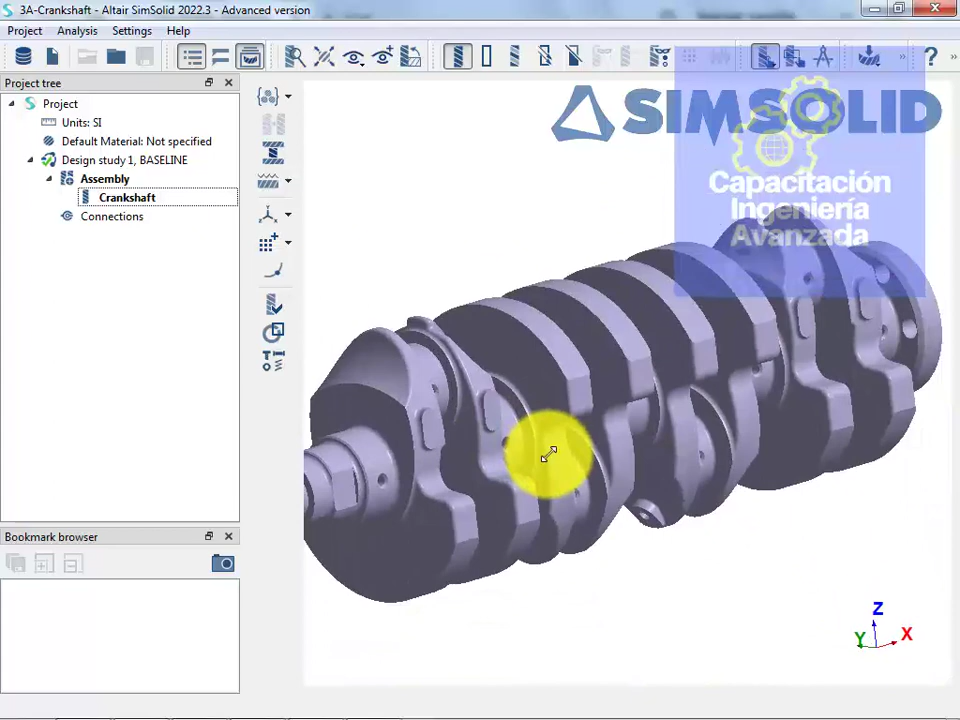 3A-Crankshaft - Altair SimSolid 2022.3 - Advanced version
Project Analysis Settings Help
Project tree
Project
Units: SI
Default Material: Not specified
Design study 1, BASELINE
Assembly
Crankshaft
Connections
SIMSOLID
Capacitación
Ingeniería
Avanzada
Bookmark browser
Z
Y
X